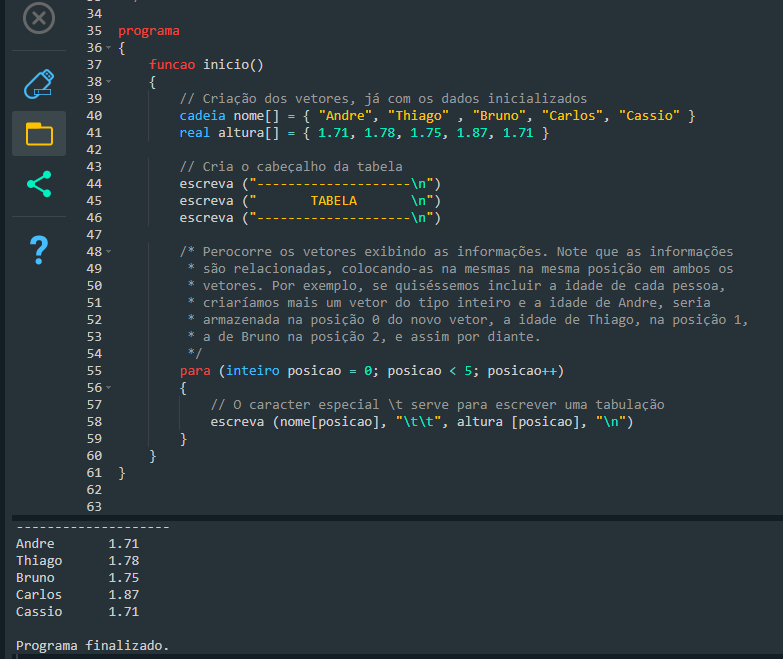 34
35 programa
36 {
37     funcao inicio()
38     {
39         // Criação dos vetores, já com os dados inicializados
40         cadeia nome[] = { "Andre", "Thiago" , "Bruno", "Carlos", "Cassio" }
41         real altura[] = { 1.71, 1.78, 1.75, 1.87, 1.71 }
42
43         // Cria o cabeçalho da tabela
44         escreva ("--------------------\n")
45         escreva ("       TABELA       \n")
46         escreva ("--------------------\n")
47
48         /* Perocorre os vetores exibindo as informações. Note que as informações
49          * são relacionadas, colocando-as na mesmas na mesma posição em ambos os
50          * vetores. Por exemplo, se quiséssemos incluir a idade de cada pessoa,
51          * criaríamos mais um vetor do tipo inteiro e a idade de Andre, seria
52          * armazenada na posição 0 do novo vetor, a idade de Thiago, na posição 1,
53          * a de Bruno na posição 2, e assim por diante.
54          */
55         para (inteiro posicao = 0; posicao < 5; posicao++)
56         {
57             // O caracter especial \t serve para escrever uma tabulação
58             escreva (nome[posicao], "\t\t", altura [posicao], "\n")
59         }
60     }
61 }
62
63
--------------------
Andre       1.71
Thiago      1.78
Bruno       1.75
Carlos      1.87
Cassio      1.71
Programa finalizado.